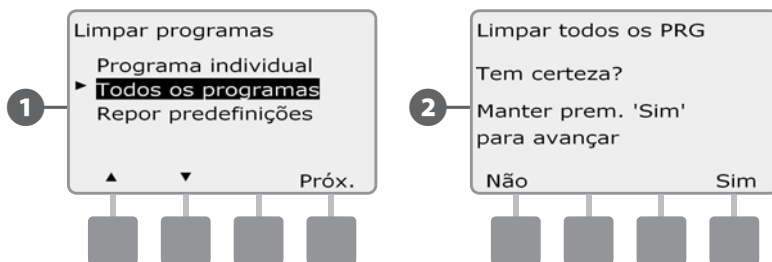 1
Limpar programas
Programa individual
Todos os programas
Repor predefinições
Próx.
2
Limpar todos os PRG
Tem certeza?
Manter prem. 'Sim'
para avançar
Não Sim